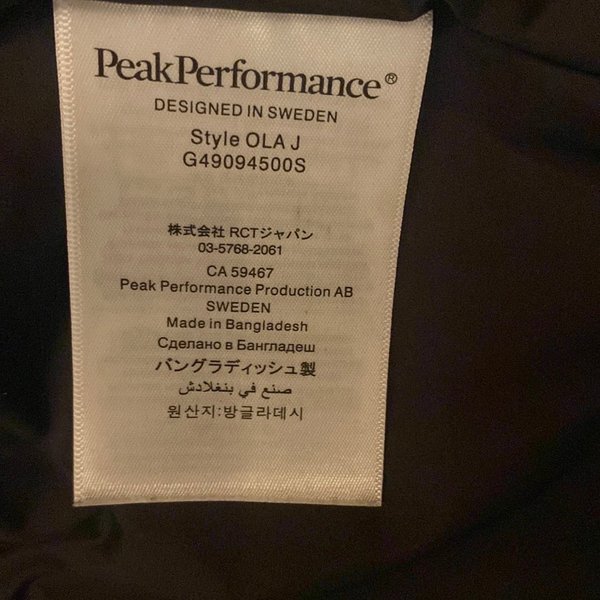 PeakPerformance®
DESIGNED IN SWEDEN
Style OLA J
G49094500S
株式会社 RCTジャパン
03-5768-2061
CA 59467
Peak Performance Production AB
SWEDEN
Made in Bangladesh
Сделано в Бангладеш
バングラディッシュ製
صنع في بنغلادش
원산지:방글라데시